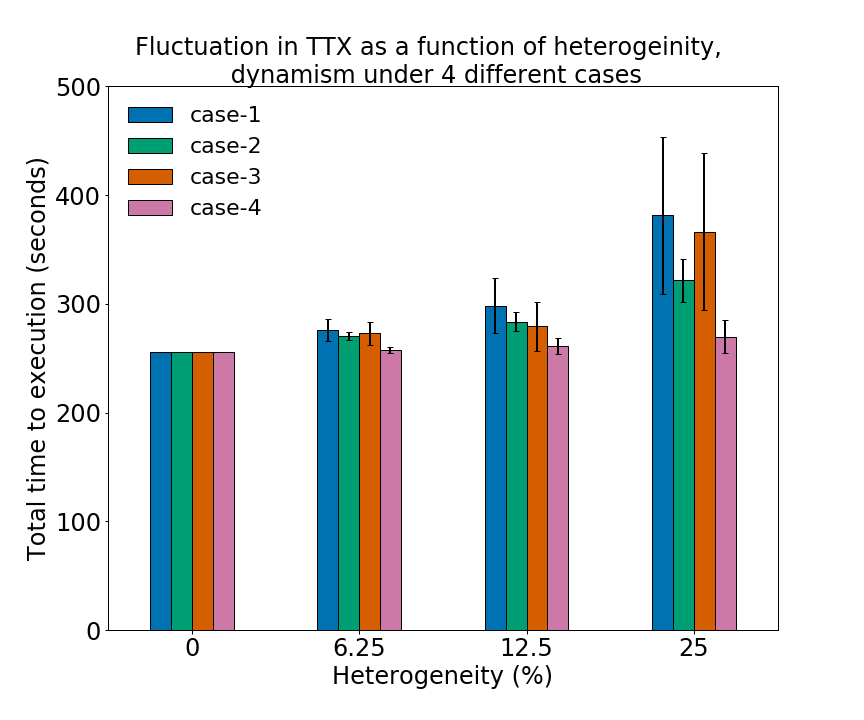 Fluctuation in TTX as a function of heterogeinity,
dynamism under 4 different cases
case-1
case-2
case-3
case-4
Total time to execution (seconds)
500
400
300
200
100
0
0 6.25 12.5 25
Heterogeneity (%)